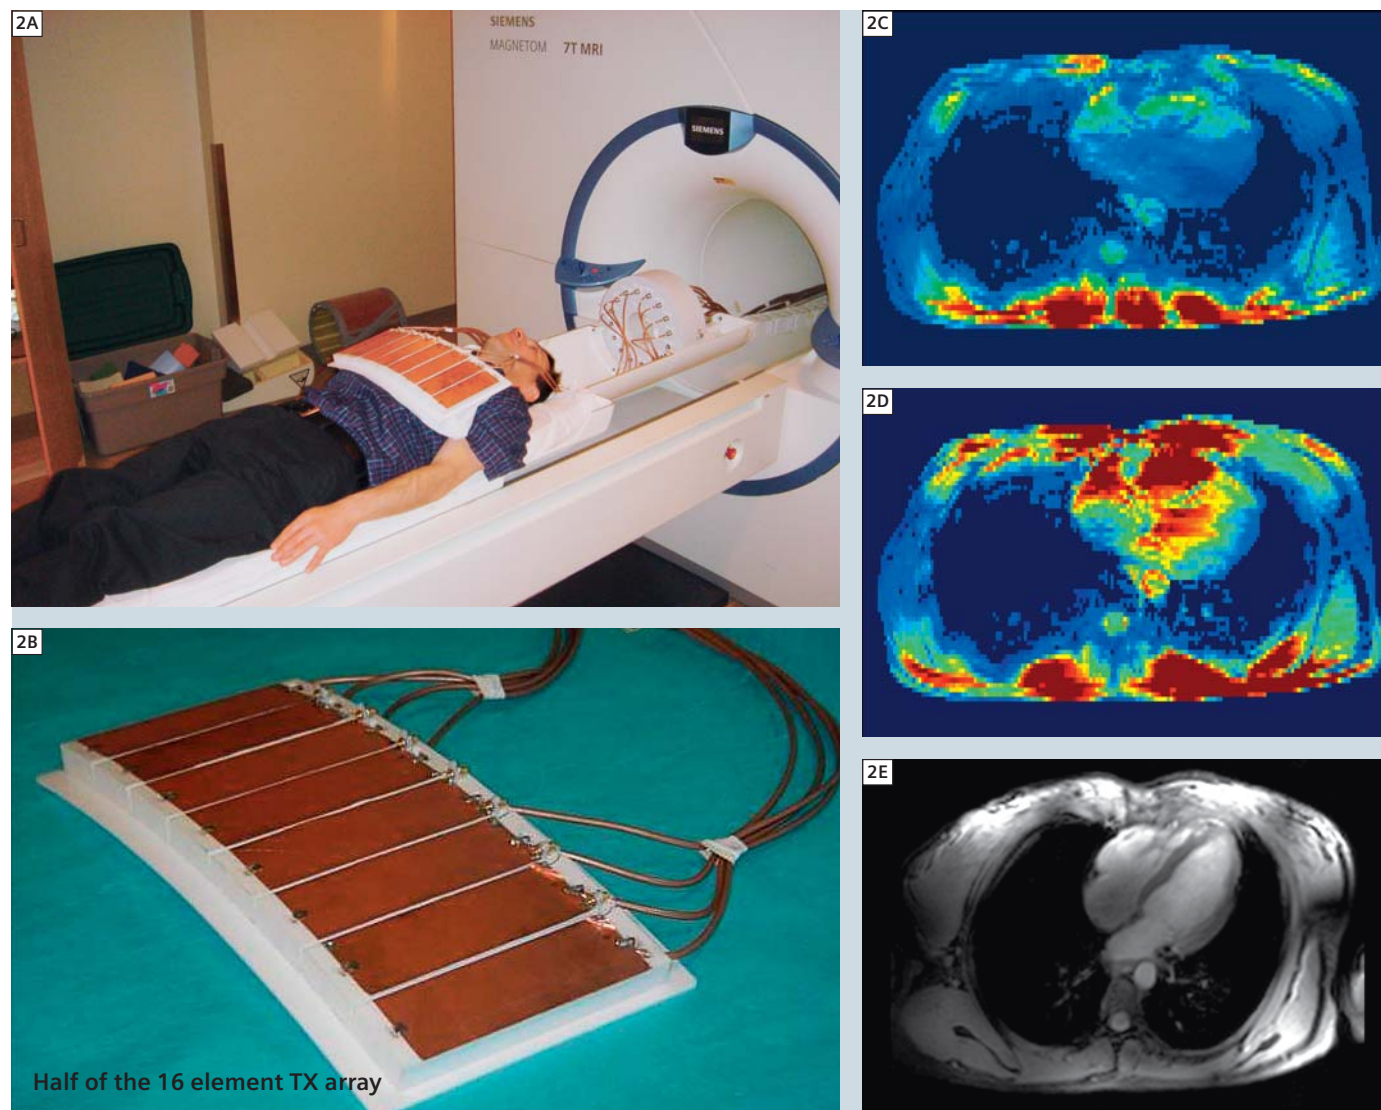 2A
SIEMENS
MAGNETOM 7T MRI
SIEMENS
2B
Half of the 16 element TX array
2C
2D
2E